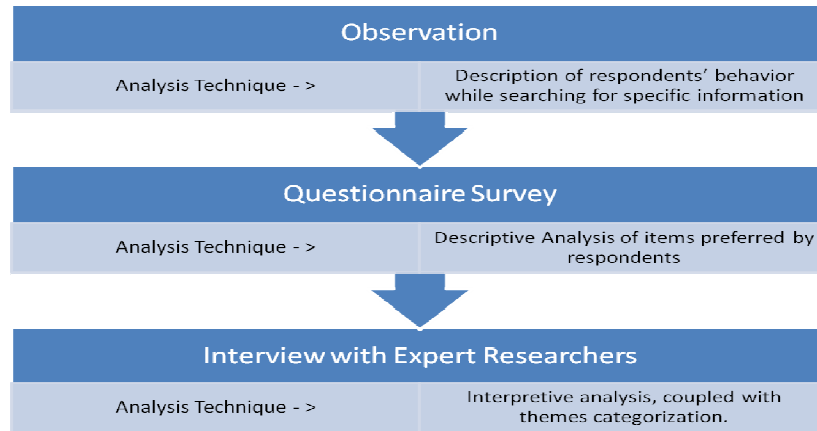 Observation
Analysis Technique - >
Description of respondents’ behavior
while searching for specific information
Questionnaire Survey
Analysis Technique - >
Descriptive Analysis of items preferred by
respondents
Interview with Expert Researchers
Analysis Technique - >
Interpretive analysis, coupled with
themes categorization.